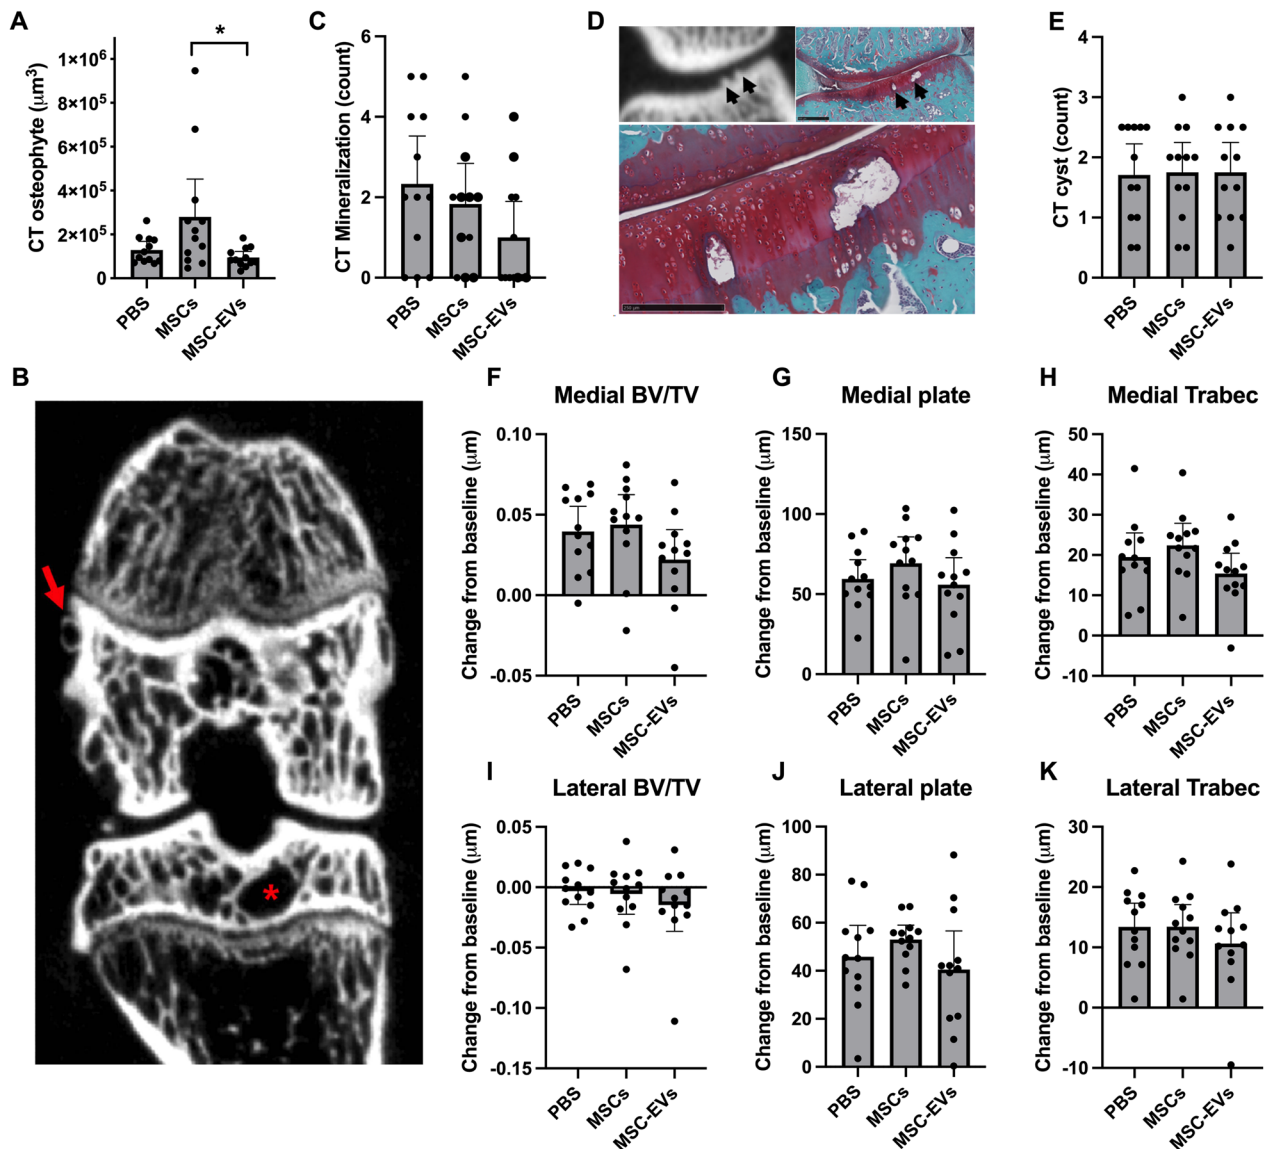 A
CT osteophyte (μm³)
1×10⁶
8×10⁵
6×10⁵
4×10⁵
2×10⁵
0
*
PBS
MSCs
MSC-EVs
C
CT Mineralization (count)
6
4
2
0
PBS
MSCs
MSC-EVs
D
E
CT cyst (count)
4
3
2
1
0
PBS
MSCs
MSC-EVs
B
*
F
Medial BV/TV
Change from baseline (μm)
0.10
0.05
0.00
-0.05
PBS
MSCs
MSC-EVs
G
Medial plate
Change from baseline (μm)
150
100
50
0
PBS
MSCs
MSC-EVs
H
Medial Trabec
Change from baseline (μm)
50
40
30
20
10
0
-10
PBS
MSCs
MSC-EVs
I
Lateral BV/TV
Change from baseline (μm)
0.05
0.00
-0.05
-0.10
-0.15
PBS
MSCs
MSC-EVs
J
Lateral plate
Change from baseline (μm)
100
80
60
40
20
0
PBS
MSCs
MSC-EVs
K
Lateral Trabec
Change from baseline (μm)
30
20
10
0
-10
PBS
MSCs
MSC-EVs